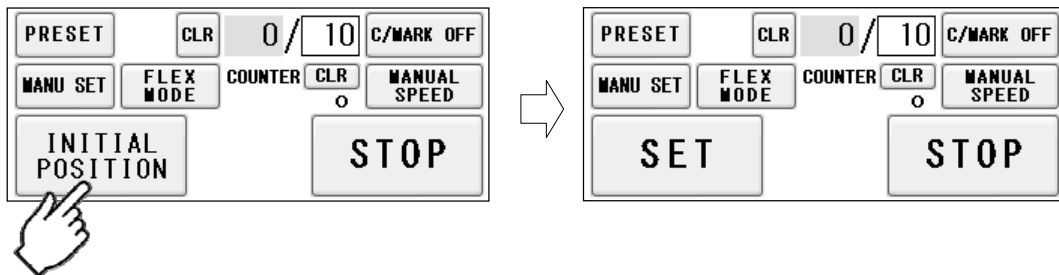 PRESET CLR 0/10 C/MARK OFF
MANU SET FLEX MODE COUNTER CLR 0 MANUAL SPEED
INITIAL POSITION STOP
PRESET CLR 0/10 C/MARK OFF
MANU SET FLEX MODE COUNTER CLR 0 MANUAL SPEED
SET STOP